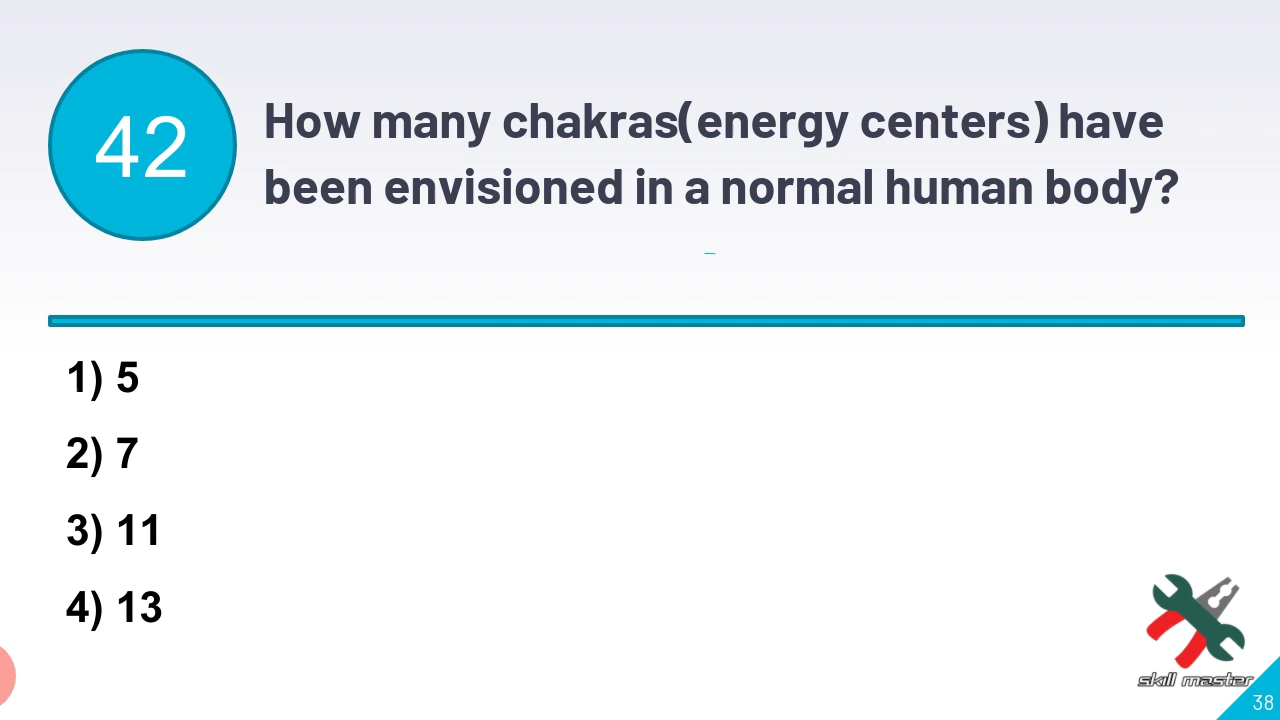 42
How many chakras(energy centers) have
been envisioned in a normal human body?
1) 5
2) 7
3) 11
4) 13
skill master
38